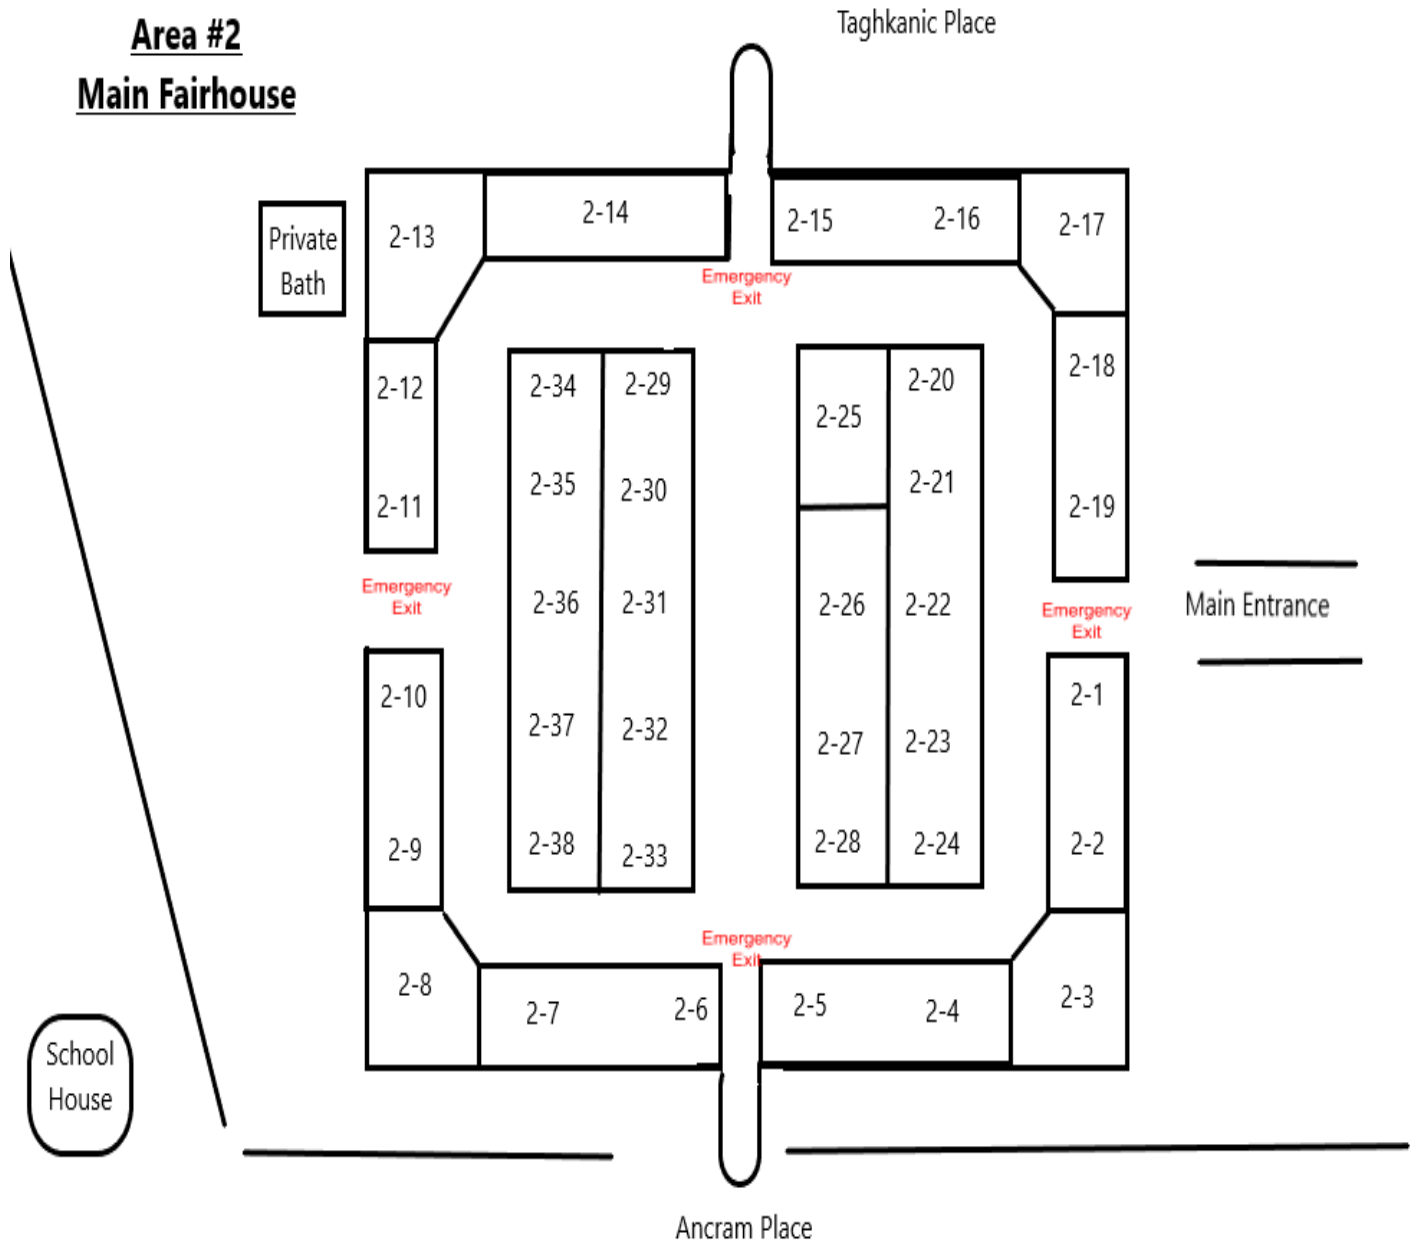 Area #2
Main Fairhouse
Taghkanic Place
Private
Bath
2-13
2-14
2-15
2-16
2-17
Emergency
Exit
2-12
2-34
2-29
2-25
2-20
2-18
2-11
2-35
2-30
2-21
2-19
Emergency
Exit
2-36
2-31
2-26
2-22
Emergency
Exit
Main Entrance
2-10
2-37
2-32
2-27
2-23
2-1
2-9
2-38
2-33
2-28
2-24
2-2
Emergency
Exit
2-8
2-7
2-6
2-5
2-4
2-3
School
House
Ancram Place